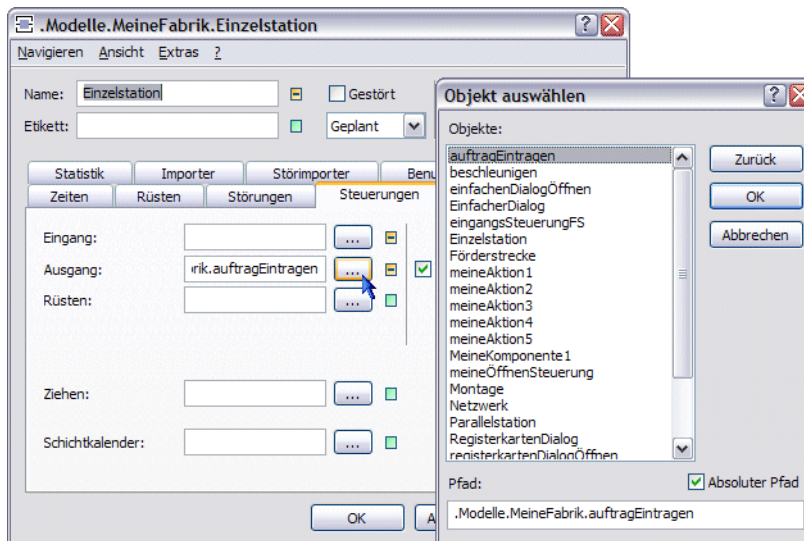 .Modelle.MeineFabrik.Einzelstation
Navigieren Ansicht Extras ?
Name: Einzelstation Gestört
Etikett: Geplant
Statistik Importer Störimporter Benu
Zeiten Rüsten Störungen Steuerungen
Eingang: ...
Ausgang: rik.auftragEintragen ...
Rüsten: ...
Ziehen: ...
Schichtkalender: ...
OK A
Objekt auswählen
Objekte:
auftragEintragen
beschleunigen
einfachenDialogÖffnen
EinfacherDialog
eingangsSteuerungFS
Einzelstation
Förderstrecke
meineAktion1
meineAktion2
meineAktion3
meineAktion4
meineAktion5
MeineKomponente1
meineÖffnenSteuerung
Montage
Netzwerk
Parallelstation
RegisterkartenDialog
registerkartenDialogÖffnen
Zurück
OK
Abbrechen
Pfad: Absoluter Pfad
.Modelle.MeineFabrik.auftragEintragen